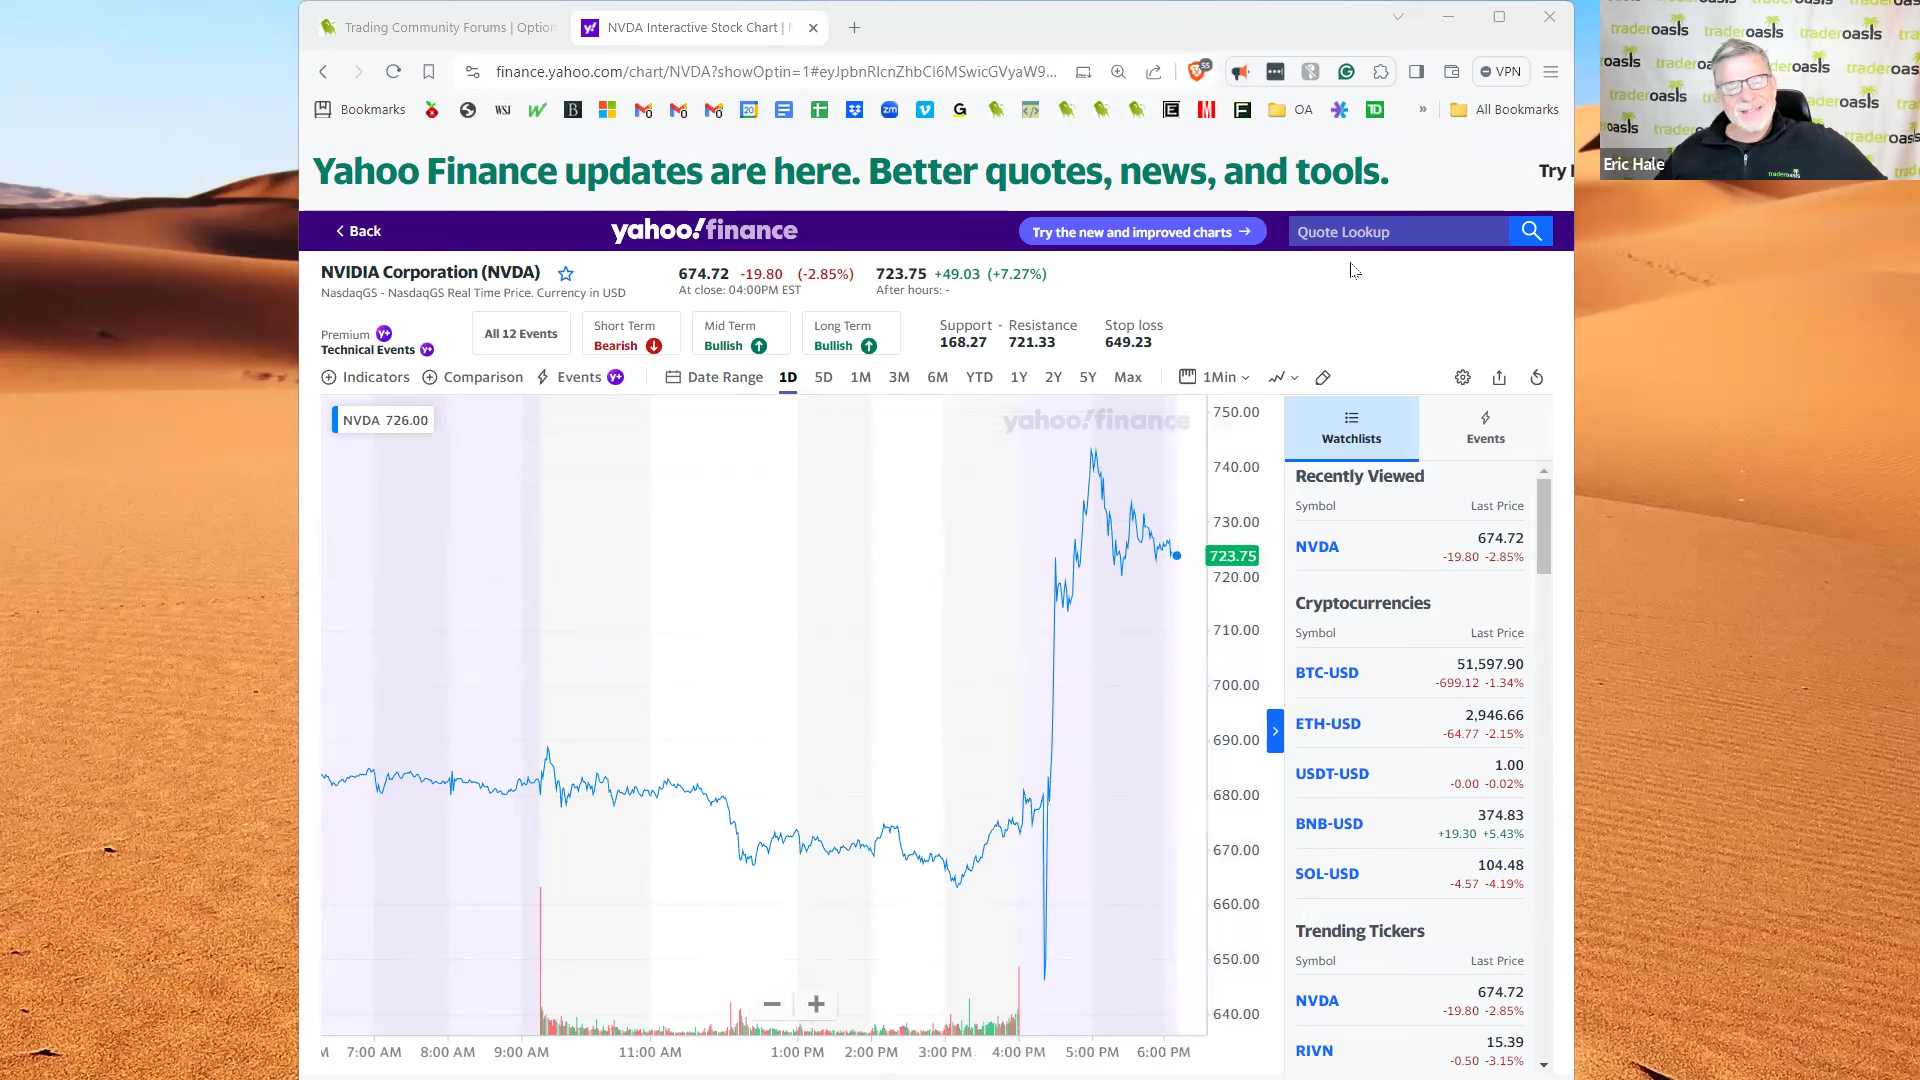 Trading Community Forums | Option
NVDA Interactive Stock Chart |
finance.yahoo.com/chart/NVDA?showOptin=1#eyJpbnRlcnZhbCI6MSwicGVyaW9...
55
VPN
Bookmarks
WSJ
OA
TD
» All Bookmarks
Yahoo Finance updates are here. Better quotes, news, and tools.
Try
traderoasis
Eric Hale
< Back
yahoo!finance
Try the new and improved charts →
Quote Lookup
NVIDIA Corporation (NVDA)
NasdaqGS - NasdaqGS Real Time Price. Currency in USD
674.72 -19.80 (-2.85%)
At close: 04:00PM EST
723.75 +49.03 (+7.27%)
After hours: -
Premium Y+
Technical Events Y+
All 12 Events
Short Term
Bearish
Mid Term
Bullish
Long Term
Bullish
Support - Resistance
168.27 721.33
Stop loss
649.23
Indicators Comparison Events Y+ Date Range 1D 5D 1M 3M 6M YTD 1Y 2Y 5Y Max 1Min
NVDA 726.00
yahoo!finance
750.00
740.00
730.00
723.75
720.00
710.00
700.00
690.00
680.00
670.00
660.00
650.00
640.00
7:00 AM 8:00 AM 9:00 AM 11:00 AM 1:00 PM 2:00 PM 3:00 PM 4:00 PM 5:00 PM 6:00 PM
Watchlists
Events
Recently Viewed
Symbol Last Price
NVDA 674.72
-19.80 -2.85%
Cryptocurrencies
Symbol Last Price
BTC-USD 51,597.90
-699.12 -1.34%
ETH-USD 2,946.66
-64.77 -2.15%
USDT-USD 1.00
-0.00 -0.02%
BNB-USD 374.83
+19.30 +5.43%
SOL-USD 104.48
-4.57 -4.19%
Trending Tickers
Symbol Last Price
NVDA 674.72
-19.80 -2.85%
RIVN 15.39
-0.50 -3.15%